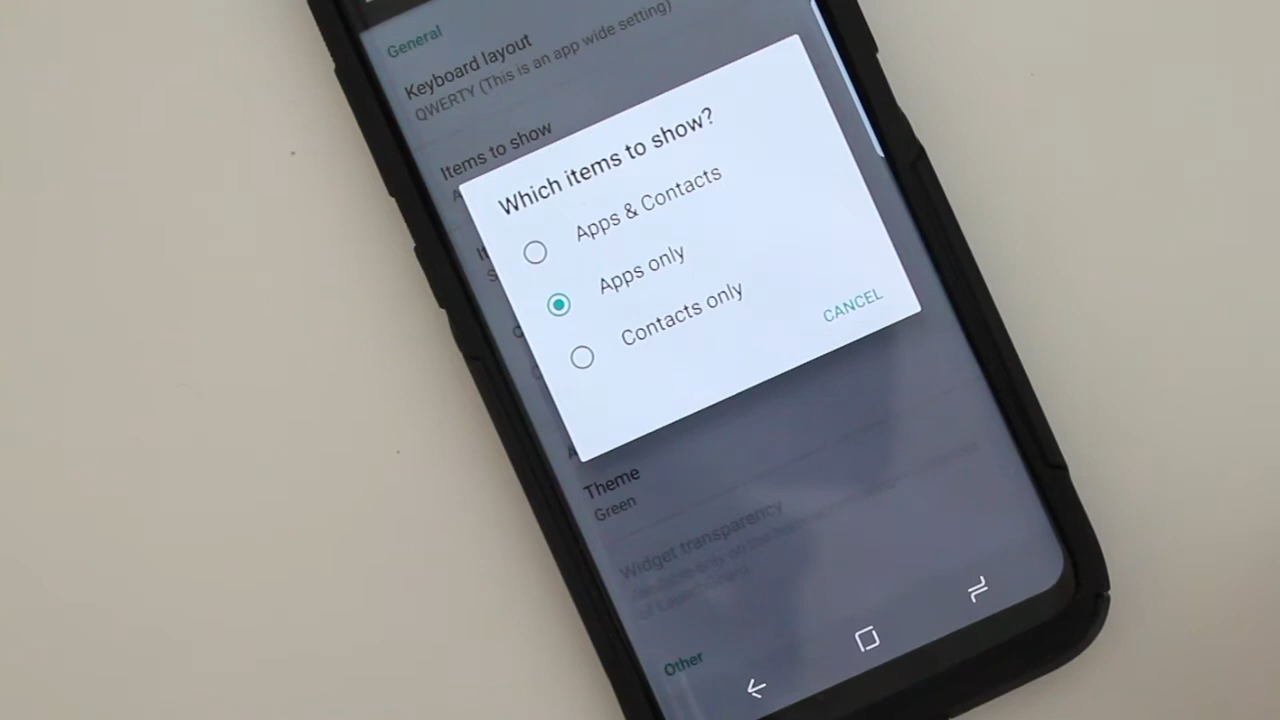 General
Keyboard layout
QWERTY (This is an app wide setting)
Items to show
Which items to show?
Apps & Contacts
Apps only
Contacts only
CANCEL
Theme
Green
Widget transparency
Other